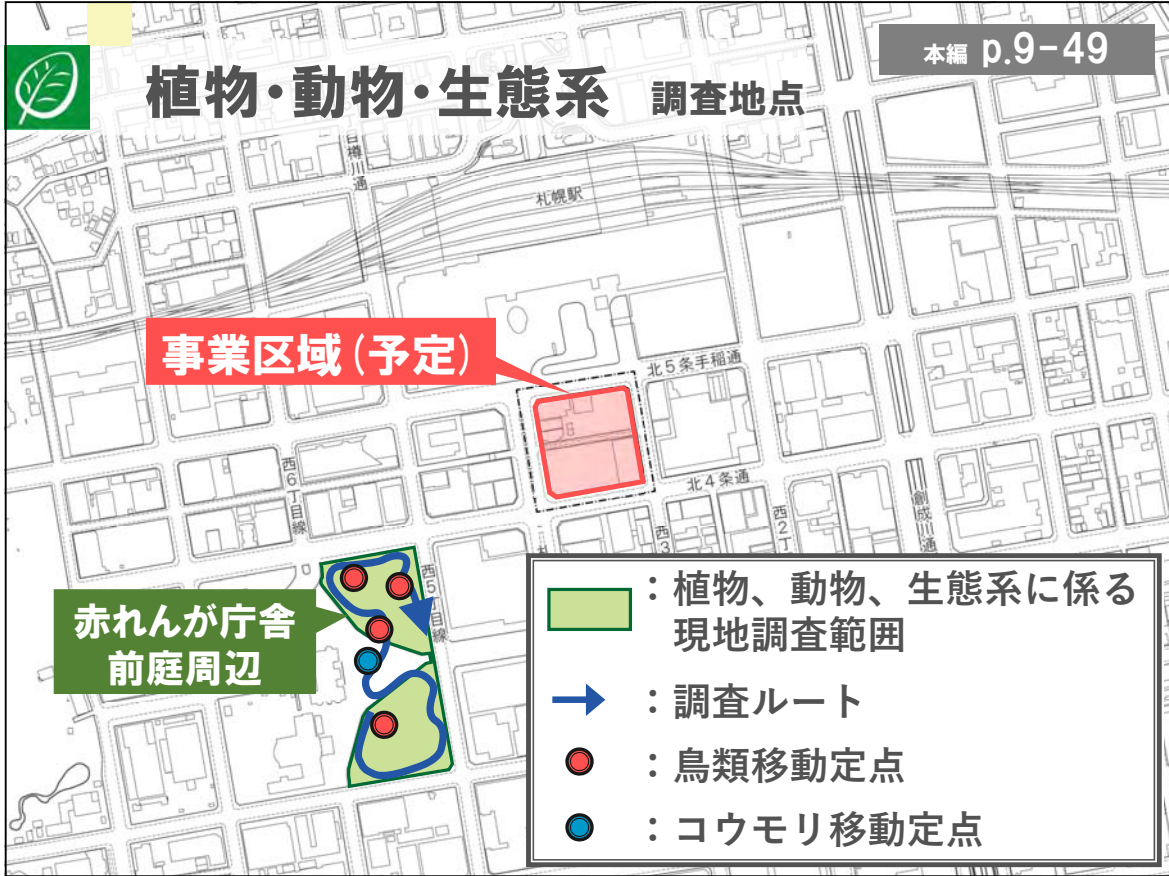 本編 p.9-49
植物・動物・生態系 調査地点
樽川通
札幌駅
事業区域(予定)
北5条手稲通
西6丁目線
北4条通
創成川通
西3
西2丁
西5丁目線
赤れんが庁舎
前庭周辺
：植物、動物、生態系に係る
現地調査範囲
：調査ルート
：鳥類移動定点
：コウモリ移動定点